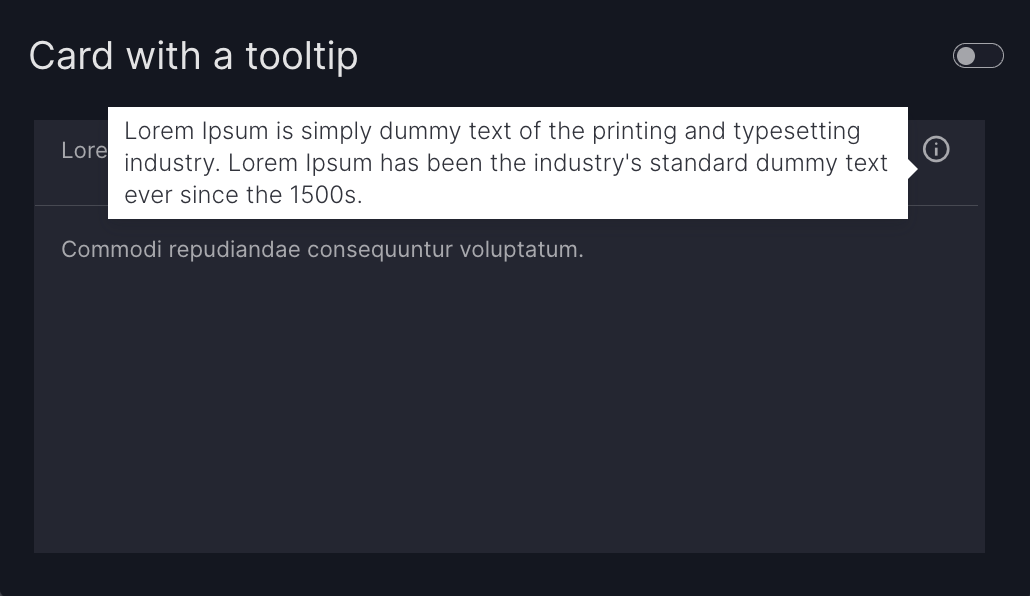 Card with a tooltip
Lorem Ipsum is simply dummy text of the printing and typesetting
industry. Lorem Ipsum has been the industry's standard dummy text
ever since the 1500s.
Lore
Commodi repudiandae consequuntur voluptatum.